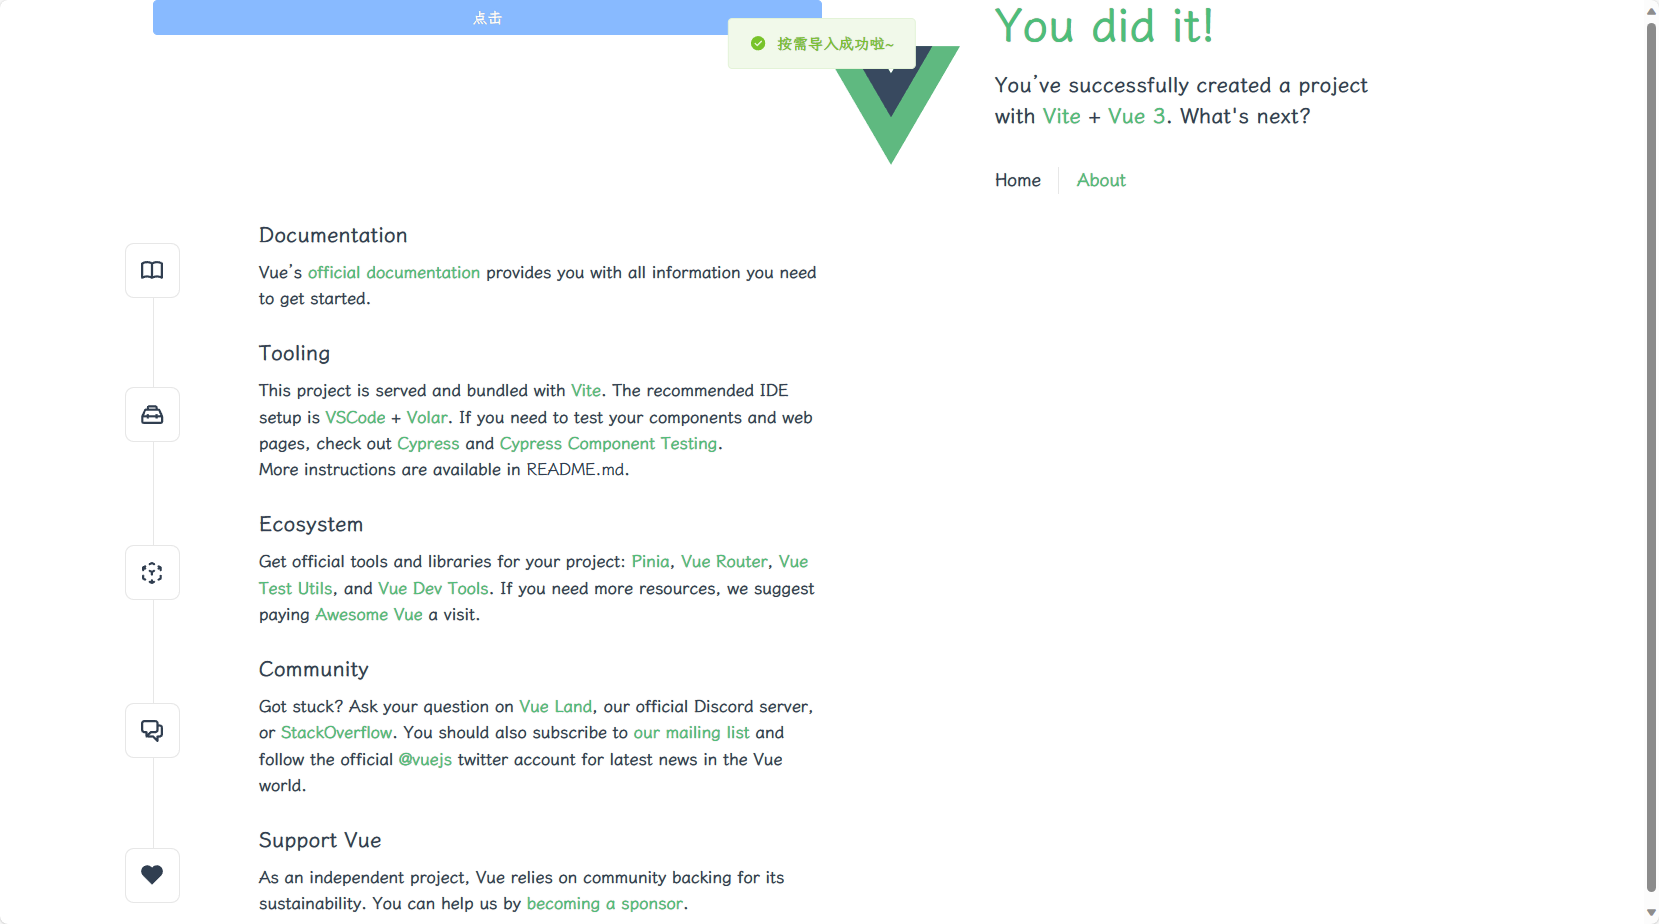 点击
按需导入成功啦~
You did it!
You’ve successfully created a project
with Vite + Vue 3. What's next?
Home
About
Documentation
Vue’s official documentation provides you with all information you need
to get started.
Tooling
This project is served and bundled with Vite. The recommended IDE
setup is VSCode + Volar. If you need to test your components and web
pages, check out Cypress and Cypress Component Testing.
More instructions are available in README.md.
Ecosystem
Get official tools and libraries for your project: Pinia, Vue Router, Vue
Test Utils, and Vue Dev Tools. If you need more resources, we suggest
paying Awesome Vue a visit.
Community
Got stuck? Ask your question on Vue Land, our official Discord server,
or StackOverflow. You should also subscribe to our mailing list and
follow the official @vuejs twitter account for latest news in the Vue
world.
Support Vue
As an independent project, Vue relies on community backing for its
sustainability. You can help us by becoming a sponsor.